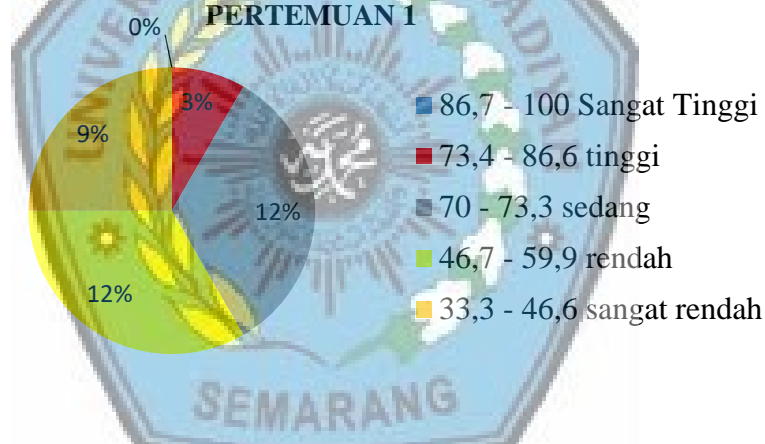 PERTEMUAN 1
0%
3%
9%
12%
12%
86,7 - 100 Sangat Tinggi
73,4 - 86,6 tinggi
70 - 73,3 sedang
46,7 - 59,9 rendah
33,3 - 46,6 sangat rendah
SEMARANG